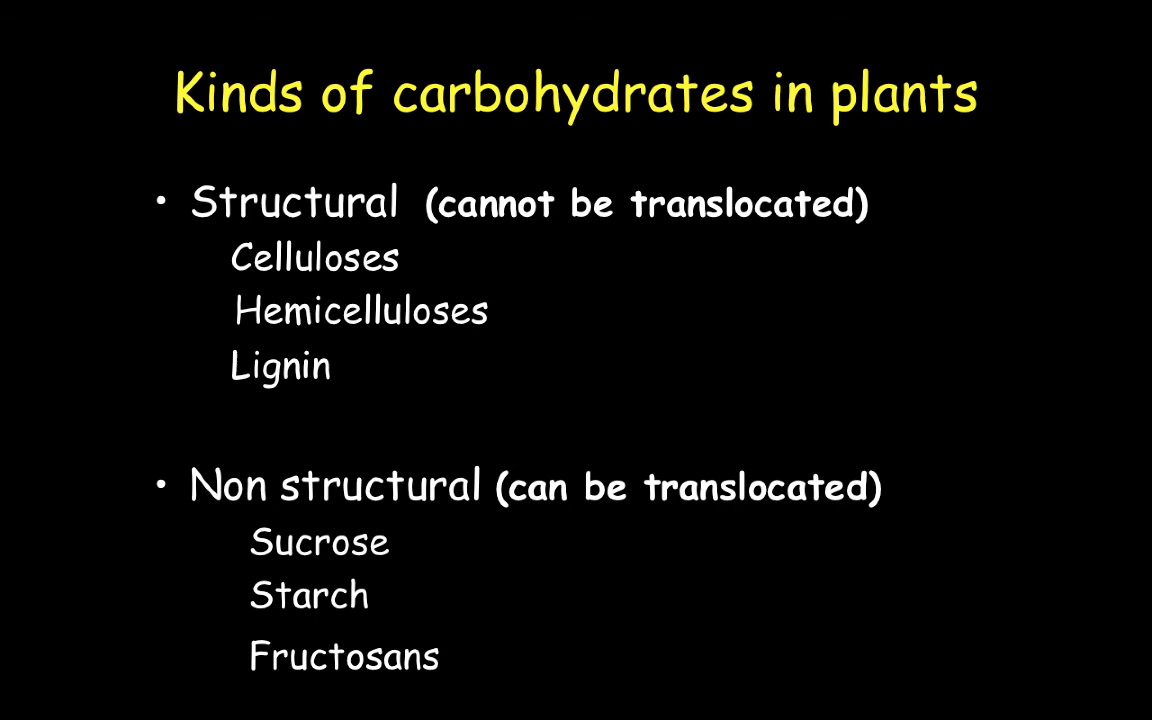 Kinds of carbohydrates in plants
• Structural (cannot be translocated)
Celluloses
Hemicelluloses
Lignin
• Non structural (can be translocated)
Sucrose
Starch
Fructosans